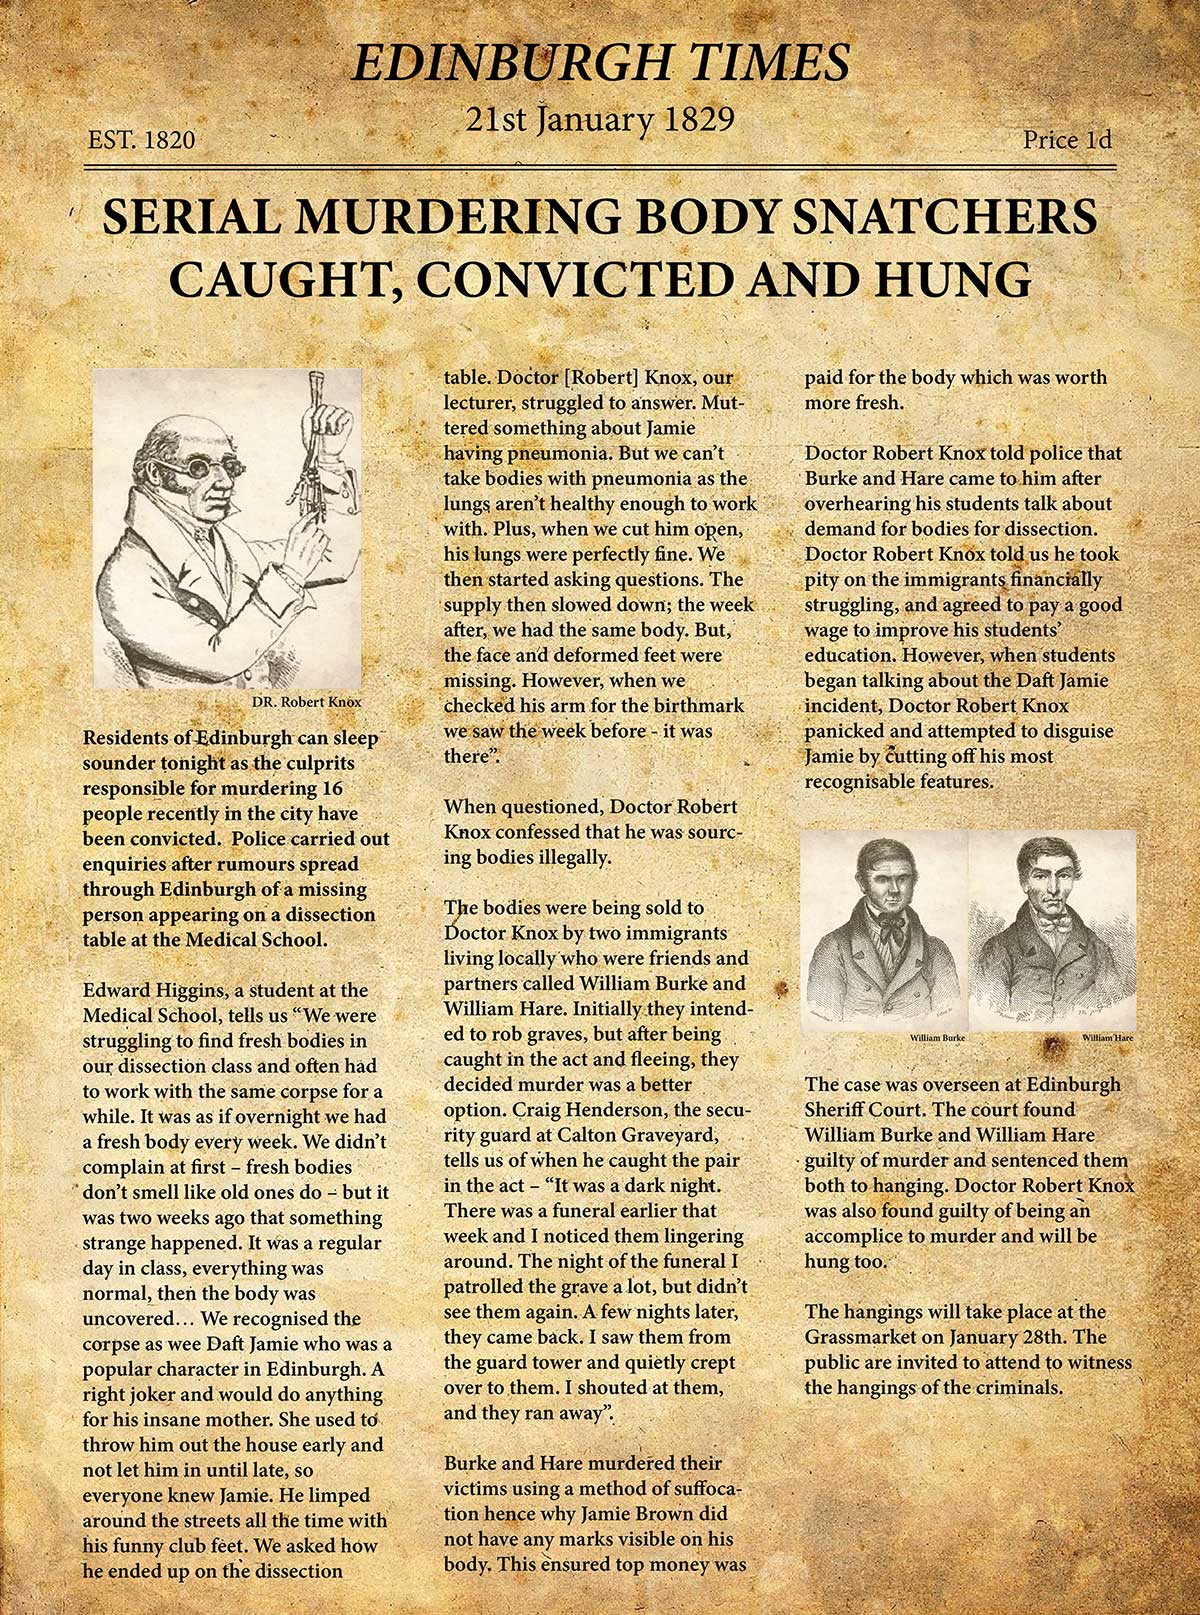 EDINBURGH TIMES
21st January 1829
EST. 1820
Price 1d
SERIAL MURDERING BODY SNATCHERS
CAUGHT, CONVICTED AND HUNG
DR. Robert Knox
Residents of Edinburgh can sleep
sounder tonight as the culprits
responsible for murdering 16
people recently in the city have
been convicted.  Police carried out
enquiries after rumours spread
through Edinburgh of a missing
person appearing on a dissection
table at the Medical School.
Edward Higgins, a student at the
Medical School, tells us “We were
struggling to find fresh bodies in
our dissection class and often had
to work with the same corpse for a
while. It was as if overnight we had
a fresh body every week. We didn’t
complain at first – fresh bodies
don’t smell like old ones do – but it
was two weeks ago that something
strange happened. It was a regular
day in class, everything was
normal, then the body was
uncovered… We recognised the
corpse as wee Daft Jamie who was a
popular character in Edinburgh. A
right joker and would do anything
for his insane mother. She used to
throw him out the house early and
not let him in until late, so
everyone knew Jamie. He limped
around the streets all the time with
his funny club feet. We asked how
he ended up on the dissection
table. Doctor [Robert] Knox, our
lecturer, struggled to answer. Mut-
tered something about Jamie
having pneumonia. But we can’t
take bodies with pneumonia as the
lungs aren’t healthy enough to work
with. Plus, when we cut him open,
his lungs were perfectly fine. We
then started asking questions. The
supply then slowed down; the week
after, we had the same body. But,
the face and deformed feet were
missing. However, when we
checked his arm for the birthmark
we saw the week before - it was
there”.
When questioned, Doctor Robert
Knox confessed that he was sourc-
ing bodies illegally.
The bodies were being sold to
Doctor Knox by two immigrants
living locally who were friends and
partners called William Burke and
William Hare. Initially they intend-
ed to rob graves, but after being
caught in the act and fleeing, they
decided murder was a better
option. Craig Henderson, the secu-
rity guard at Calton Graveyard,
tells us of when he caught the pair
in the act – “It was a dark night.
There was a funeral earlier that
week and I noticed them lingering
around. The night of the funeral I
patrolled the grave a lot, but didn’t
see them again. A few nights later,
they came back. I saw them from
the guard tower and quietly crept
over to them. I shouted at them,
and they ran away”.
Burke and Hare murdered their
victims using a method of suffoca-
tion hence why Jamie Brown did
not have any marks visible on his
body. This ensured top money was
paid for the body which was worth
more fresh.
Doctor Robert Knox told police that
Burke and Hare came to him after
overhearing his students talk about
demand for bodies for dissection.
Doctor Robert Knox told us he took
pity on the immigrants financially
struggling, and agreed to pay a good
wage to improve his students’
education. However, when students
began talking about the Daft Jamie
incident, Doctor Robert Knox
panicked and attempted to disguise
Jamie by cutting off his most
recognisable features.
William Burke
William Hare
The case was overseen at Edinburgh
Sheriff Court. The court found
William Burke and William Hare
guilty of murder and sentenced them
both to hanging. Doctor Robert Knox
was also found guilty of being an
accomplice to murder and will be
hung too.
The hangings will take place at the
Grassmarket on January 28th. The
public are invited to attend to witness
the hangings of the criminals.